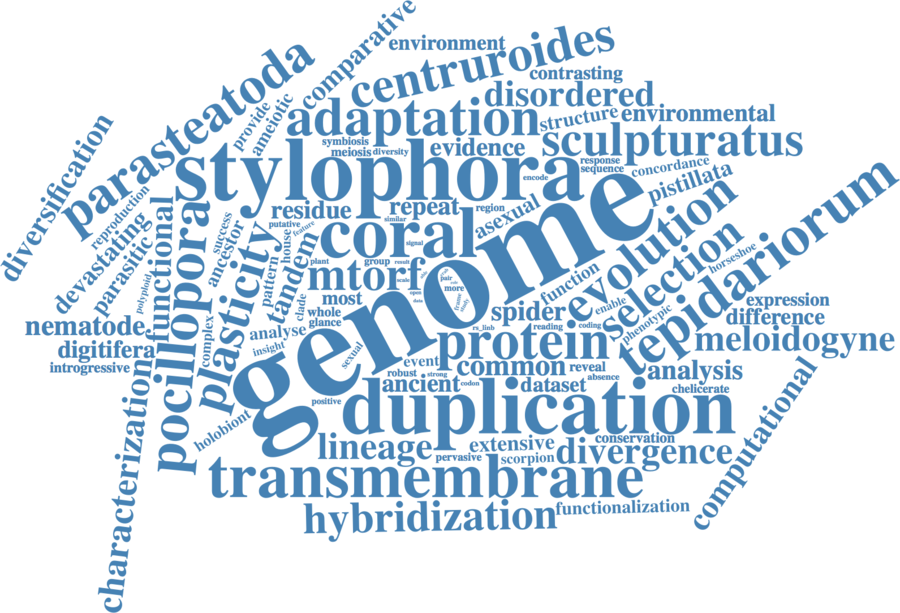 comparative
environment
centruroides
contrasting
parasteatoda
disordered
provide
ameiotic
adaptation
structure
environmental
diversification
symbiosis
meiosis
diversity
evidence
sculpturatus
response
sequence
concordance
stylophora
encode
pistillata
reproduction
residue
repeat
region
asexual
success
putative
similar
feature
devastating
parasitic
functional
pocillopora
ancestor
house
coral
signal
genome
evolution
selection
tepidariorum
horseshoe
polyploid
plasticity
pattern
tandem
plant
group
result
scale
mtorf
pair
more
function
nematode
clade
most
open
data
spider
enable
phenotypic
expression
difference
whole
glance
analyse
rs_linh
reading
coding
digitifera
complex
insight
sexual
protein
meloidogyne
introgressive
event
common
reveal
robust
strong
absence
analysis
ancient
codon
dataset
chelicerate
characterization
positive
duplication
holobiont
computational
lineage
extensive
conservation
pervasive
scorpion
divergence
transmembrane
hybridization
functionalization